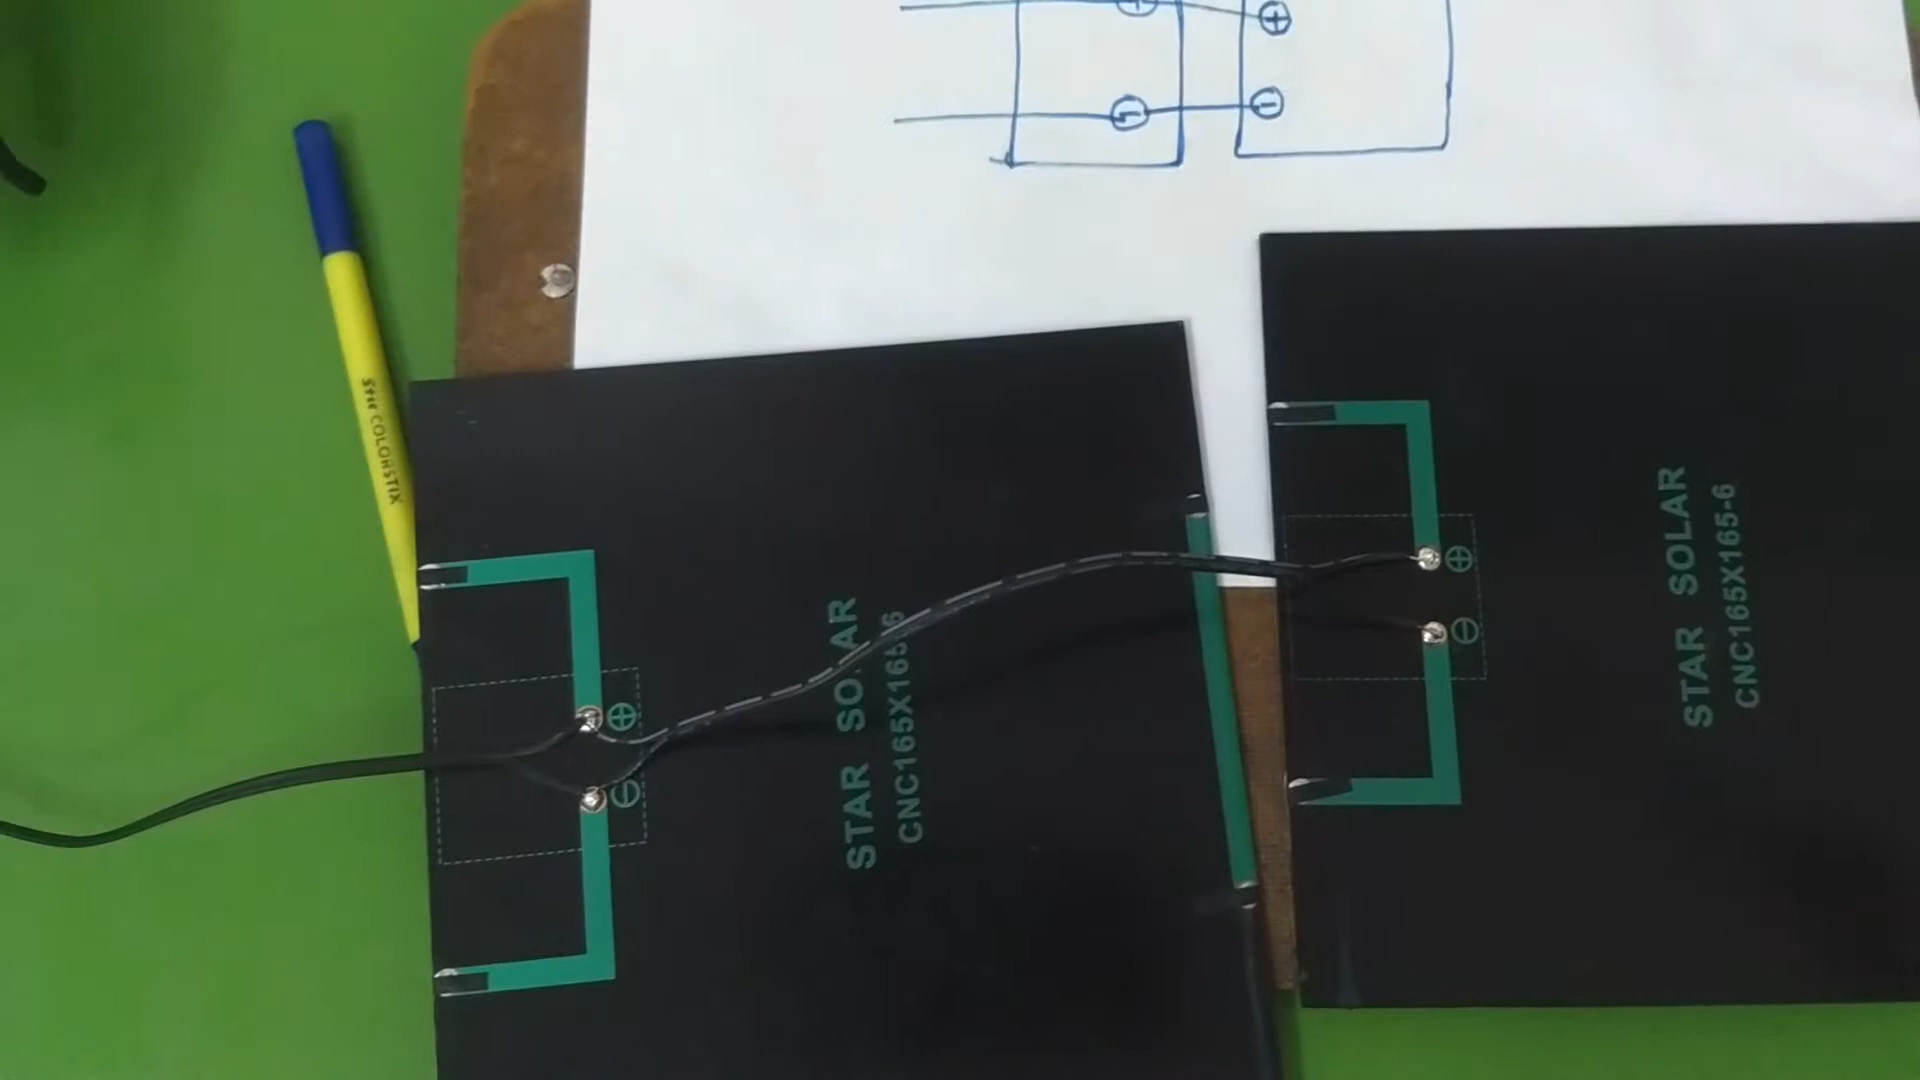 +
+
-
-
STAR SOLAR
CNC165X165-6
STAR SOLAR
CNC165X165-6
+
-
+
-
COLORSTIX